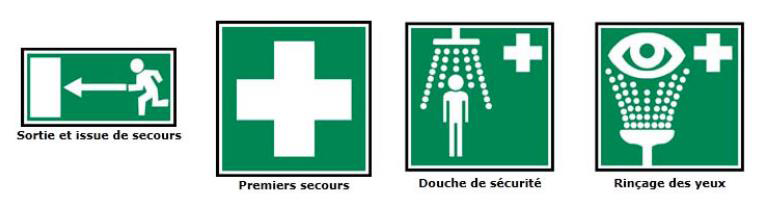 Sortie et issue de secours
Premiers secours
Douche de sécurité
Rinçage des yeux